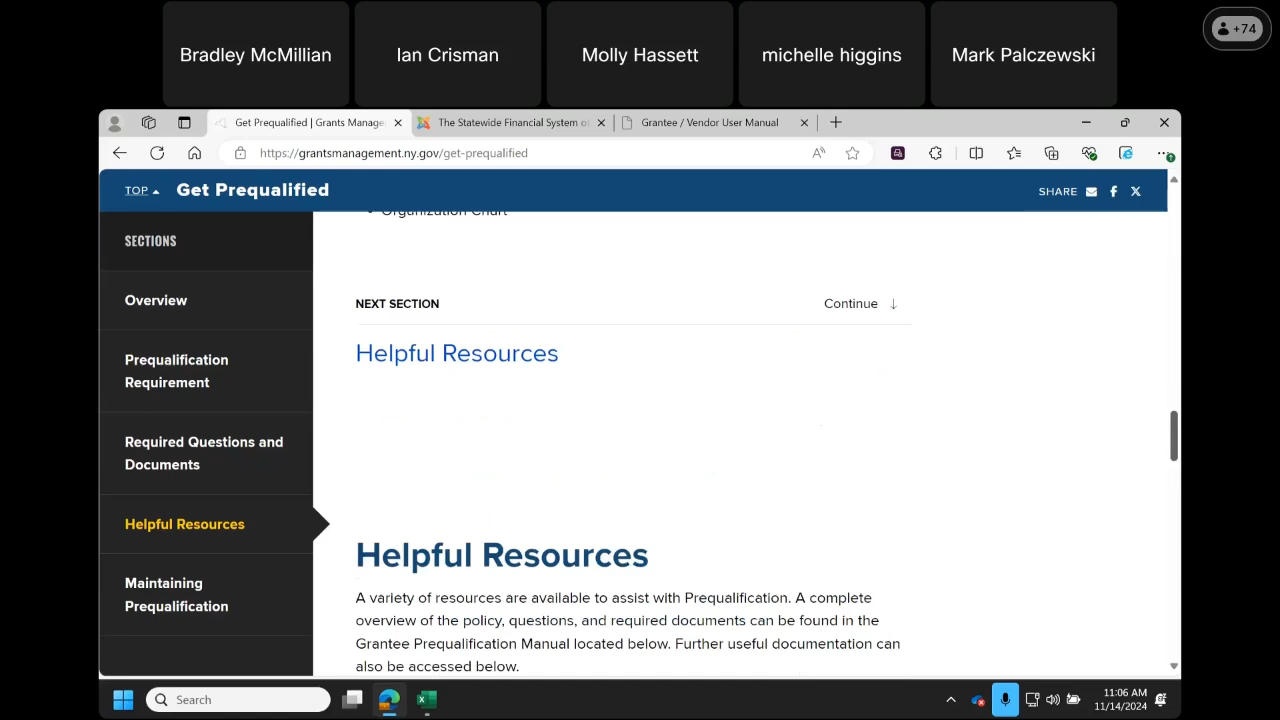 Bradley McMillian
Ian Crisman
Molly Hassett
michelle higgins
Mark Palczewski
+74
Get Prequalified | Grants Manage
The Statewide Financial System of
Grantee / Vendor User Manual
https://grantsmanagement.ny.gov/get-prequalified
TOP
Get Prequalified
SHARE
SECTIONS
Overview
Prequalification
Requirement
Required Questions and
Documents
Helpful Resources
Maintaining
Prequalification
Organization Chart
NEXT SECTION
Continue ↓
Helpful Resources
Helpful Resources
A variety of resources are available to assist with Prequalification. A complete
overview of the policy, questions, and required documents can be found in the
Grantee Prequalification Manual located below. Further useful documentation can
also be accessed below.
Search
11:06 AM
11/14/2024